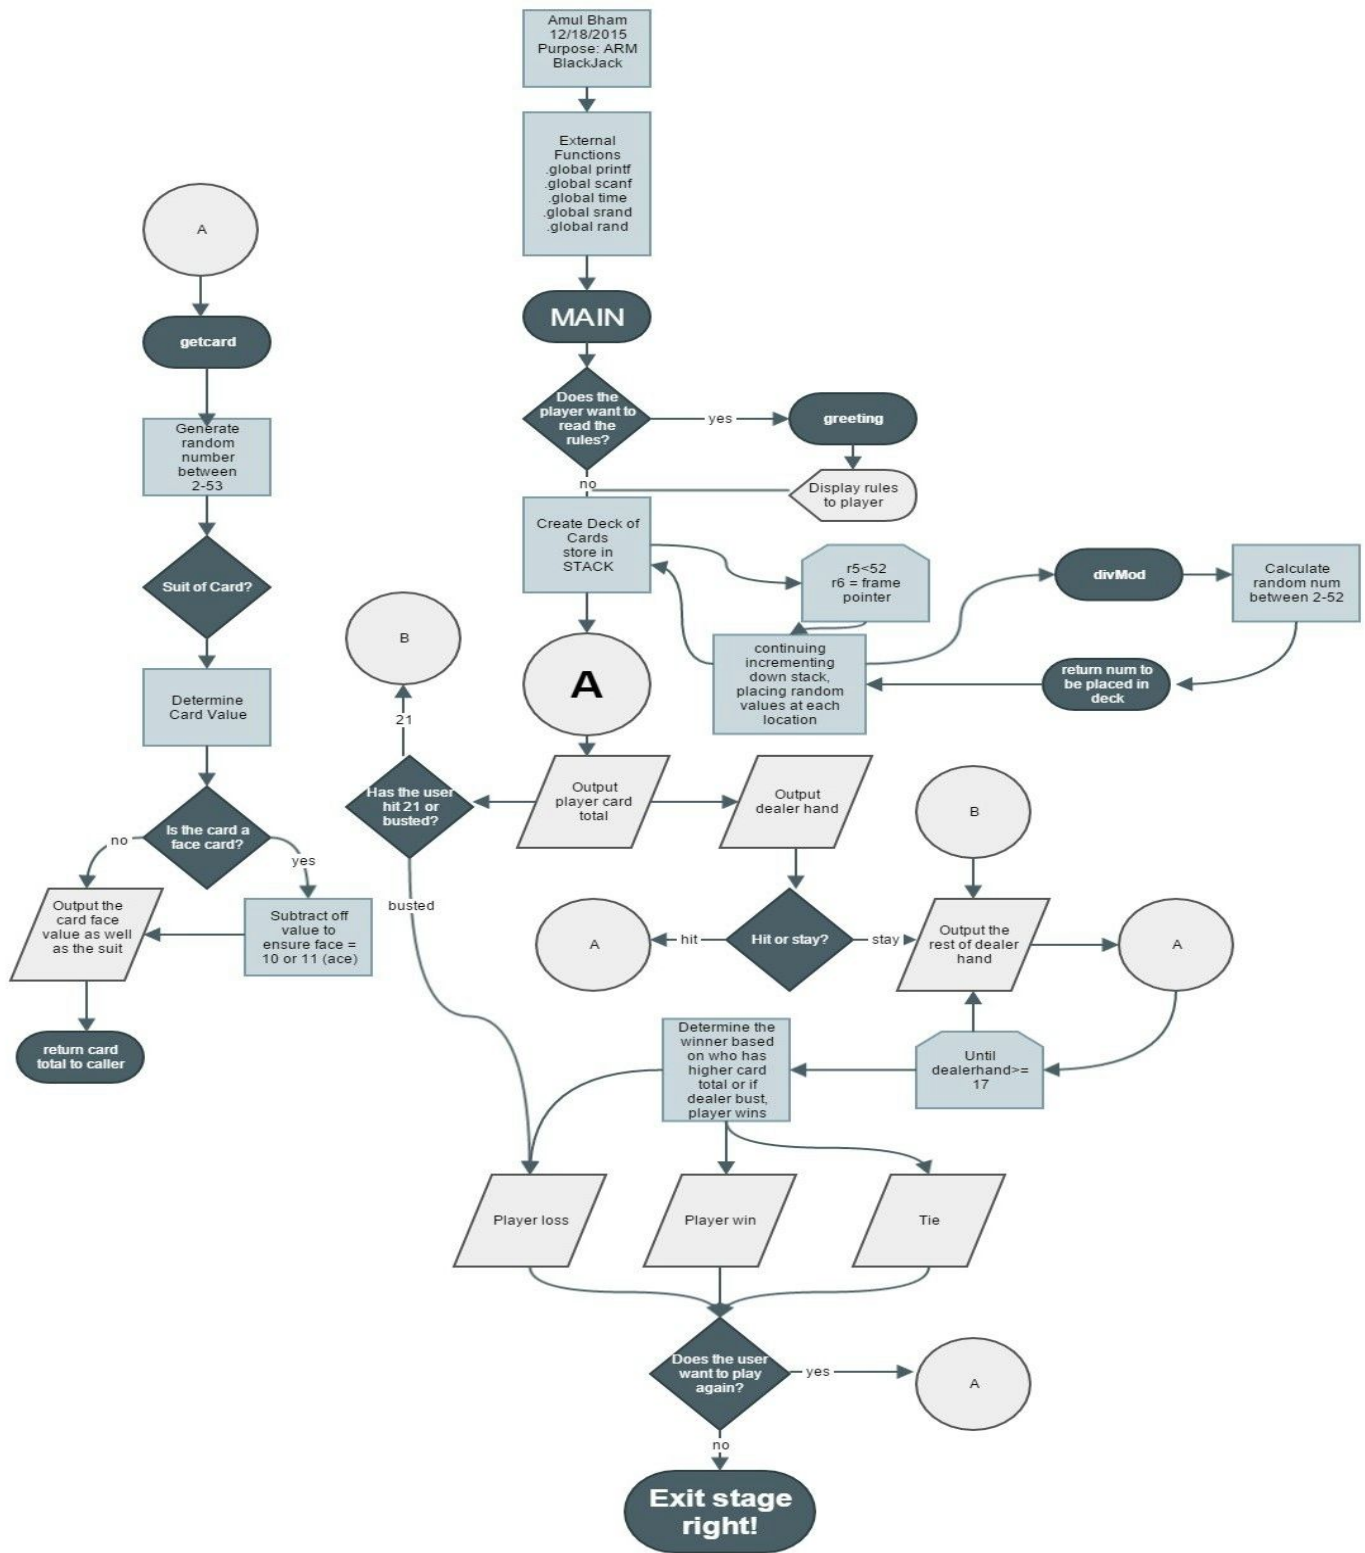 Amul Bham
12/18/2015
Purpose: ARM
BlackJack
External
Functions
.global printf
.global scanf
.global time
.global srand
.global rand
MAIN
Does the
player want to
read the
rules?
yes
greeting
Display rules
to player
no
Create Deck of
Cards
store in
STACK
r5<52
r6 = frame
pointer
continuing
incrementing
down stack,
placing random
values at each
location
divMod
Calculate
random num
between 2-52
return num to
be placed in
deck
A
getcard
Generate
random
number
between
2-53
Suit of Card?
Determine
Card Value
Is the card a
face card?
no
yes
Output the
card face
value as well
as the suit
Subtract off
value to
ensure face =
10 or 11 (ace)
return card
total to caller
A
Output
player card
total
Output
dealer hand
Has the user
hit 21 or
busted?
21
B
busted
Hit or stay?
hit
A
stay
B
Output the
rest of dealer
hand
A
Until
dealerhand>=
17
Determine the
winner based
on who has
higher card
total or if
dealer bust,
player wins
Player loss
Player win
Tie
Does the user
want to play
again?
yes
A
no
Exit stage
right!